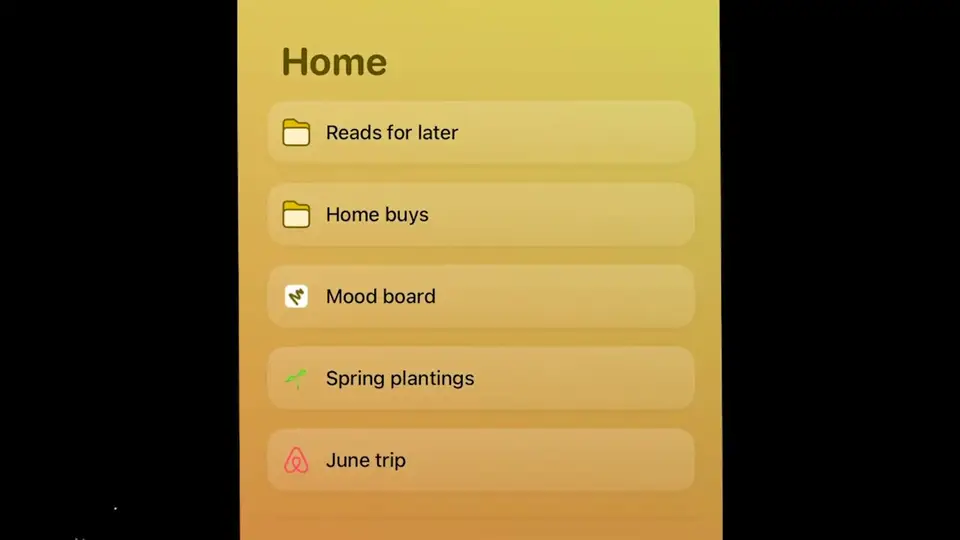 Home
Reads for later
Home buys
Mood board
Spring plantings
June trip